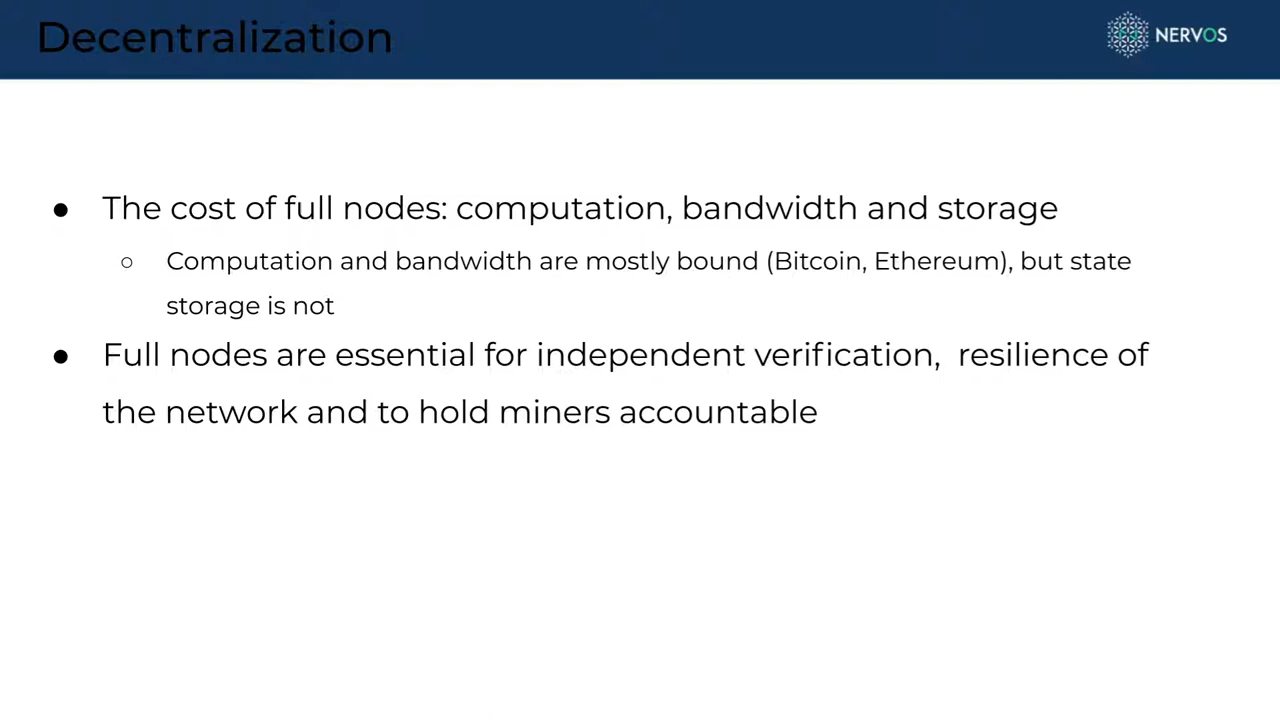 Decentralization
NERVOS
● The cost of full nodes: computation, bandwidth and storage
○ Computation and bandwidth are mostly bound (Bitcoin, Ethereum), but state
storage is not
● Full nodes are essential for independent verification,  resilience of
the network and to hold miners accountable